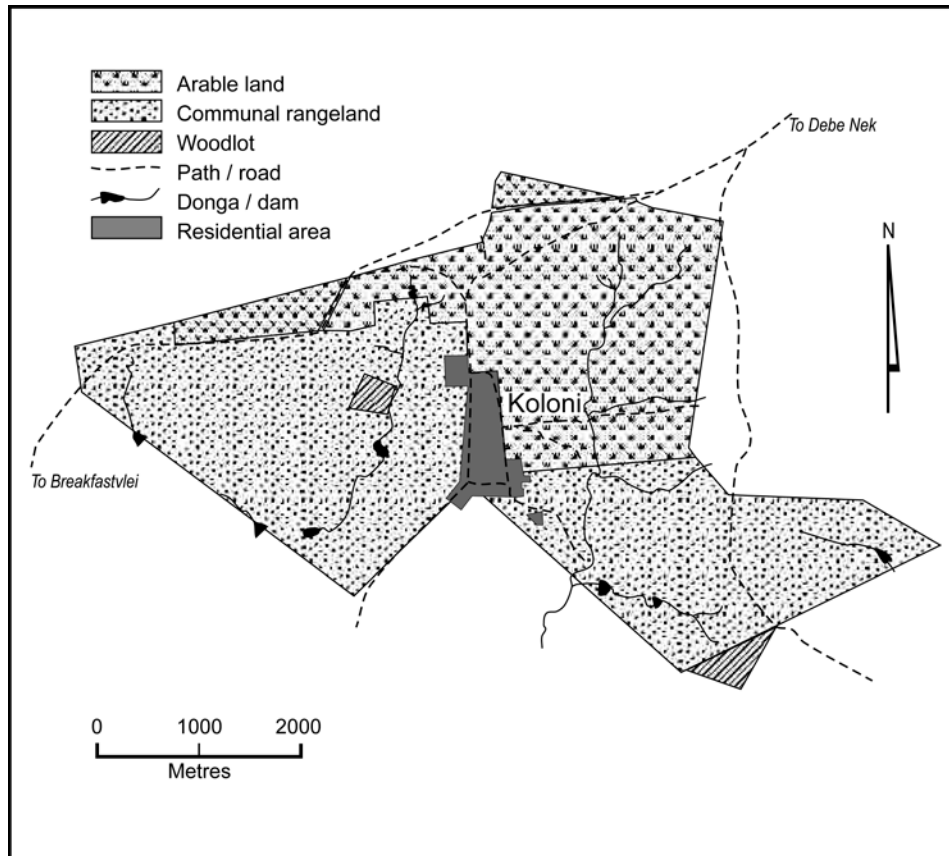 Arable land
Communal rangeland
Woodlot
Path / road
Donga / dam
Residential area
To Debe Nek
N
Koloni
To Breakfastvlei
0 1000 2000
Metres